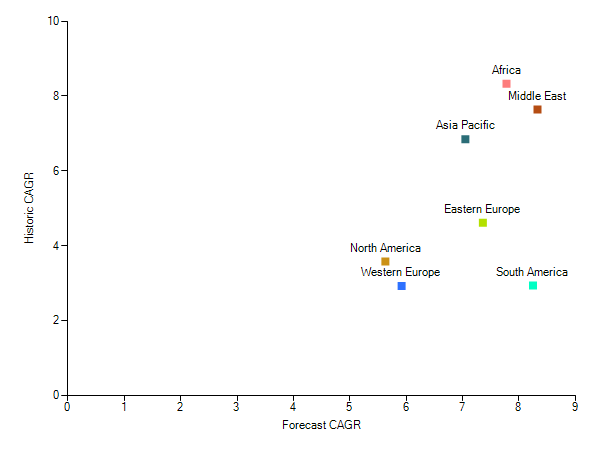 10
Africa
Middle East
8
Asia Pacific
6
Eastern Europe
Historic CAGR
4
North America
Western Europe
South America
2
0
0 1 2 3 4 5 6 7 8 9
Forecast CAGR